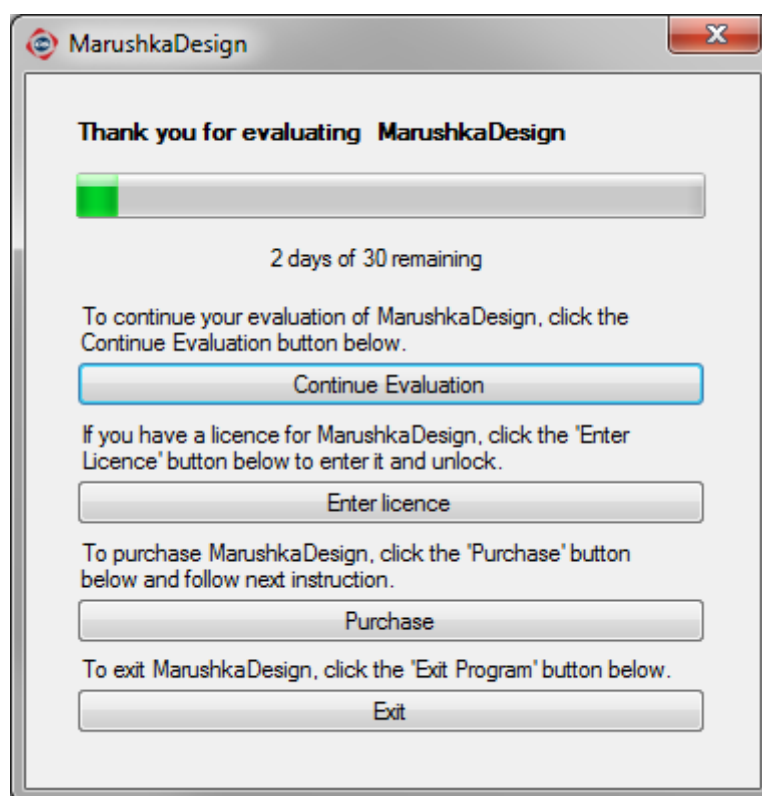 MarushkaDesign
Thank you for evaluating MarushkaDesign
2 days of 30 remaining
To continue your evaluation of MarushkaDesign, click the
Continue Evaluation button below.
Continue Evaluation
If you have a licence for MarushkaDesign, click the 'Enter
Licence' button below to enter it and unlock.
Enter licence
To purchase MarushkaDesign, click the 'Purchase' button
below and follow next instruction.
Purchase
To exit MarushkaDesign, click the 'Exit Program' button below.
Exit